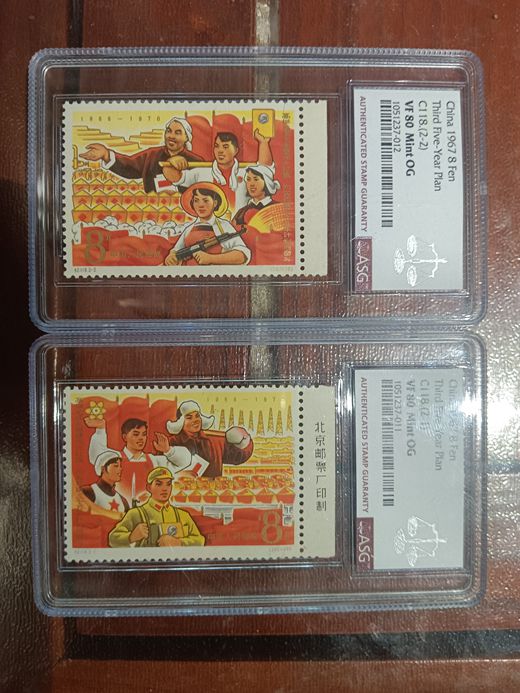 China 1967 8 Fen
Third Five-Year Plan
C118.(2-2)
VF 80 Mint OG
AUTHENTICATED STAMP GUARANTY
1051237-012
ASG
1966-1970
8
China 1967 8 Fen
Third Five-Year Plan
C118.(2-1)
VF 80 Mint OG
AUTHENTICATED STAMP GUARANTY
1051237-011
ASG
8
北京邮票厂印制